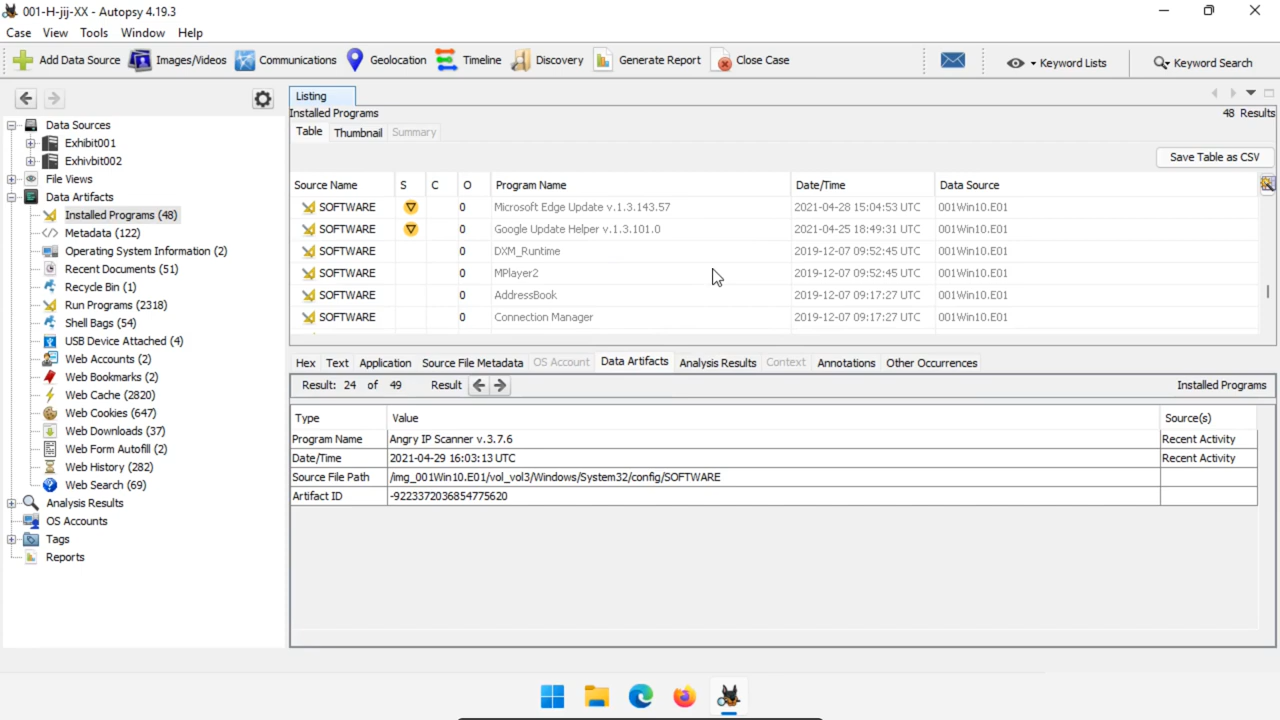 001-H-jij-XX - Autopsy 4.19.3
Case View Tools Window Help
Add Data Source Images/Videos Communications Geolocation Timeline Discovery Generate Report Close Case Keyword Lists Keyword Search
Listing
Installed Programs 48 Results
Table Thumbnail Summary
Save Table as CSV
Data Sources
Exhibit001
Exhivbit002
File Views
Data Artifacts
Installed Programs (48)
Metadata (122)
Operating System Information (2)
Recent Documents (51)
Recycle Bin (1)
Run Programs (2318)
Shell Bags (54)
USB Device Attached (4)
Web Accounts (2)
Web Bookmarks (2)
Web Cache (2820)
Web Cookies (647)
Web Downloads (37)
Web Form Autofill (2)
Web History (282)
Web Search (69)
Analysis Results
OS Accounts
Tags
Reports
Source Name S C O Program Name Date/Time Data Source
SOFTWARE 0 Microsoft Edge Update v.1.3.143.57 2021-04-28 15:04:53 UTC 001Win10.E01
SOFTWARE 0 Google Update Helper v.1.3.101.0 2021-04-25 18:49:31 UTC 001Win10.E01
SOFTWARE 0 DXM_Runtime 2019-12-07 09:52:45 UTC 001Win10.E01
SOFTWARE 0 MPlayer2 2019-12-07 09:52:45 UTC 001Win10.E01
SOFTWARE 0 AddressBook 2019-12-07 09:17:27 UTC 001Win10.E01
SOFTWARE 0 Connection Manager 2019-12-07 09:17:27 UTC 001Win10.E01
Hex Text Application Source File Metadata OS Account Data Artifacts Analysis Results Context Annotations Other Occurrences
Result: 24 of 49 Result Installed Programs
Type Value Source(s)
Program Name Angry IP Scanner v.3.7.6 Recent Activity
Date/Time 2021-04-29 16:03:13 UTC Recent Activity
Source File Path /img_001Win10.E01/vol_vol3/Windows/System32/config/SOFTWARE
Artifact ID -9223372036854775620